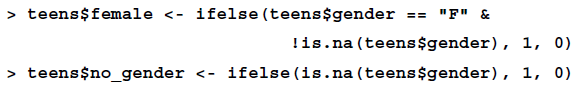 > teens$female <- ifelse(teens$gender == "F" &
!is.na(teens$gender), 1, 0)
> teens$no_gender <- ifelse(is.na(teens$gender), 1, 0)